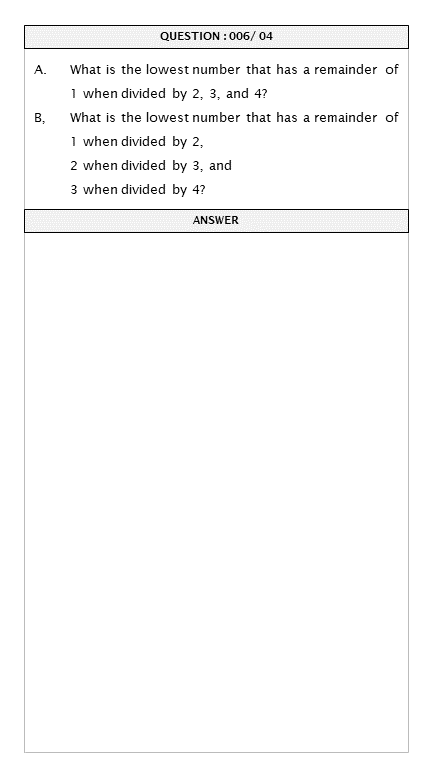 QUESTION : 006/ 04
A. What is the lowest number that has a remainder of
1 when divided by 2, 3, and 4?
B, What is the lowest number that has a remainder of
1 when divided by 2,
2 when divided by 3, and
3 when divided by 4?
ANSWER